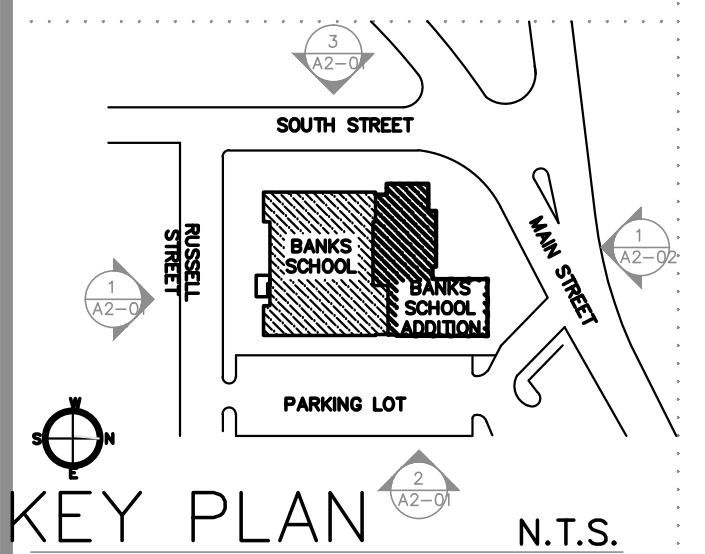 3
A2-01
SOUTH STREET
RUSSELL
STREET
BANKS
SCHOOL
BANKS
SCHOOL
ADDITION
MAIN STREET
1
A2-02
1
A2-01
PARKING LOT
W
S
N
E
2
A2-01
KEY PLAN
N.T.S.